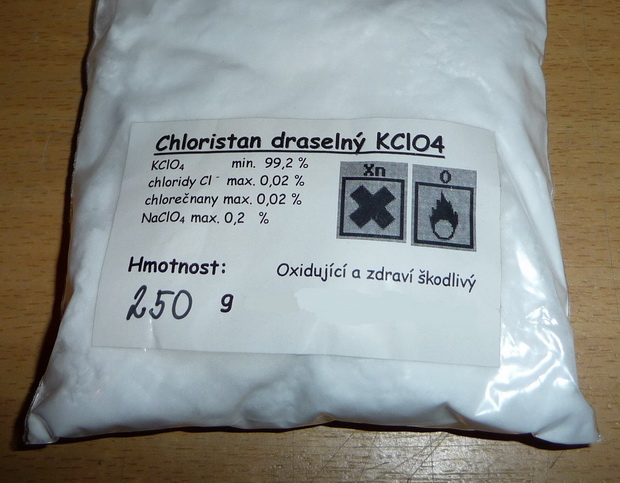 Chloristan draselný KClO4
KClO₄ min. 99,2 %
chloridy Cl⁻ max. 0,02 %
chlorečnany max. 0,02 %
NaClO₄ max. 0,2 %
Xn O
Hmotnost: Oxidující a zdraví škodlivý
250 g